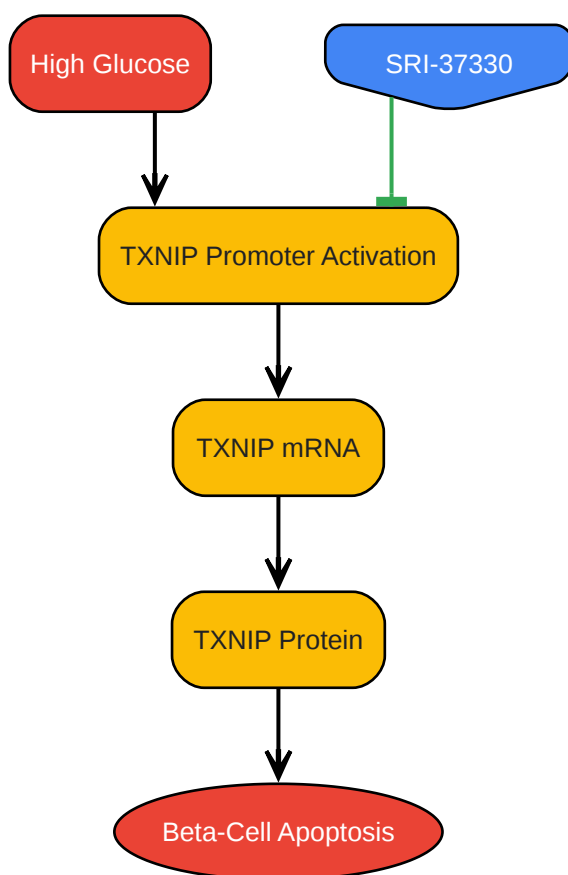 High Glucose
SRI-37330
TXNIP Promoter Activation
TXNIP mRNA
TXNIP Protein
Beta-Cell Apoptosis